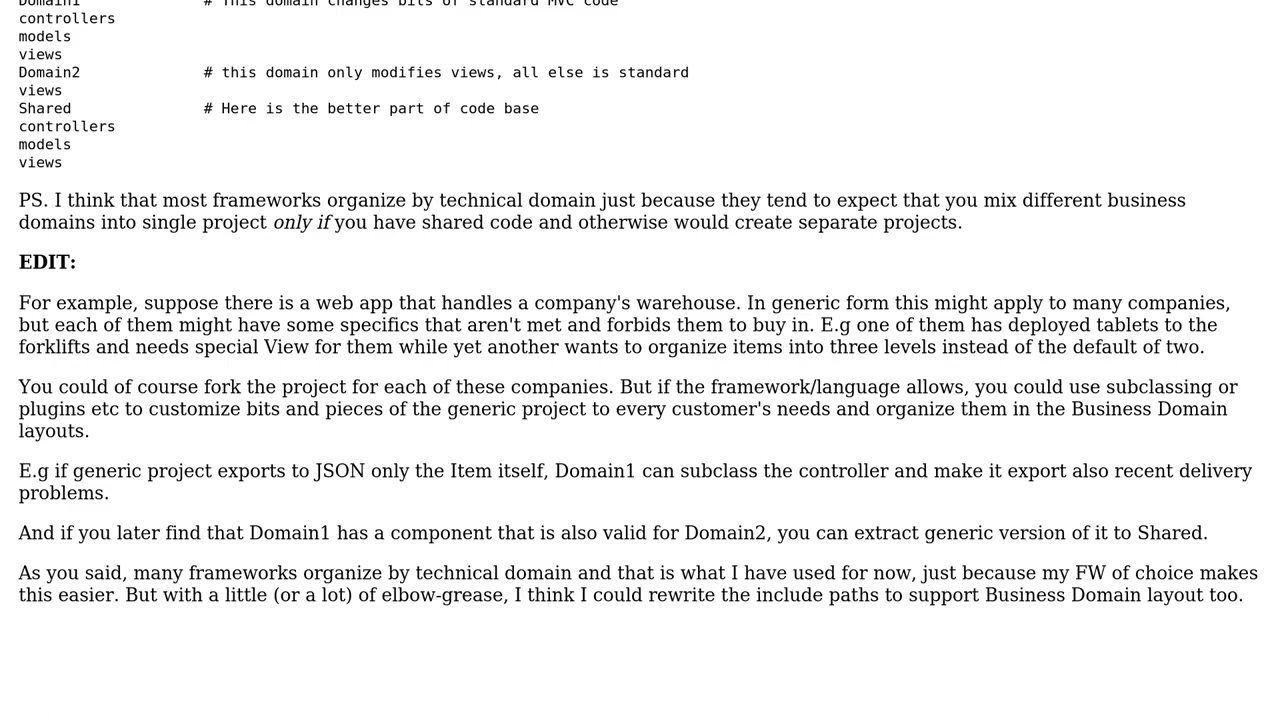 Domain1               # This domain changes bits of standard MVC code
controllers
models
views
Domain2               # this domain only modifies views, all else is standard
views
Shared                # Here is the better part of code base
controllers
models
views
PS. I think that most frameworks organize by technical domain just because they tend to expect that you mix different business
domains into single project only if you have shared code and otherwise would create separate projects.
EDIT:
For example, suppose there is a web app that handles a company's warehouse. In generic form this might apply to many companies,
but each of them might have some specifics that aren't met and forbids them to buy in. E.g one of them has deployed tablets to the
forklifts and needs special View for them while yet another wants to organize items into three levels instead of the default of two.
You could of course fork the project for each of these companies. But if the framework/language allows, you could use subclassing or
plugins etc to customize bits and pieces of the generic project to every customer's needs and organize them in the Business Domain
layouts.
E.g if generic project exports to JSON only the Item itself, Domain1 can subclass the controller and make it export also recent delivery
problems.
And if you later find that Domain1 has a component that is also valid for Domain2, you can extract generic version of it to Shared.
As you said, many frameworks organize by technical domain and that is what I have used for now, just because my FW of choice makes
this easier. But with a little (or a lot) of elbow-grease, I think I could rewrite the include paths to support Business Domain layout too.